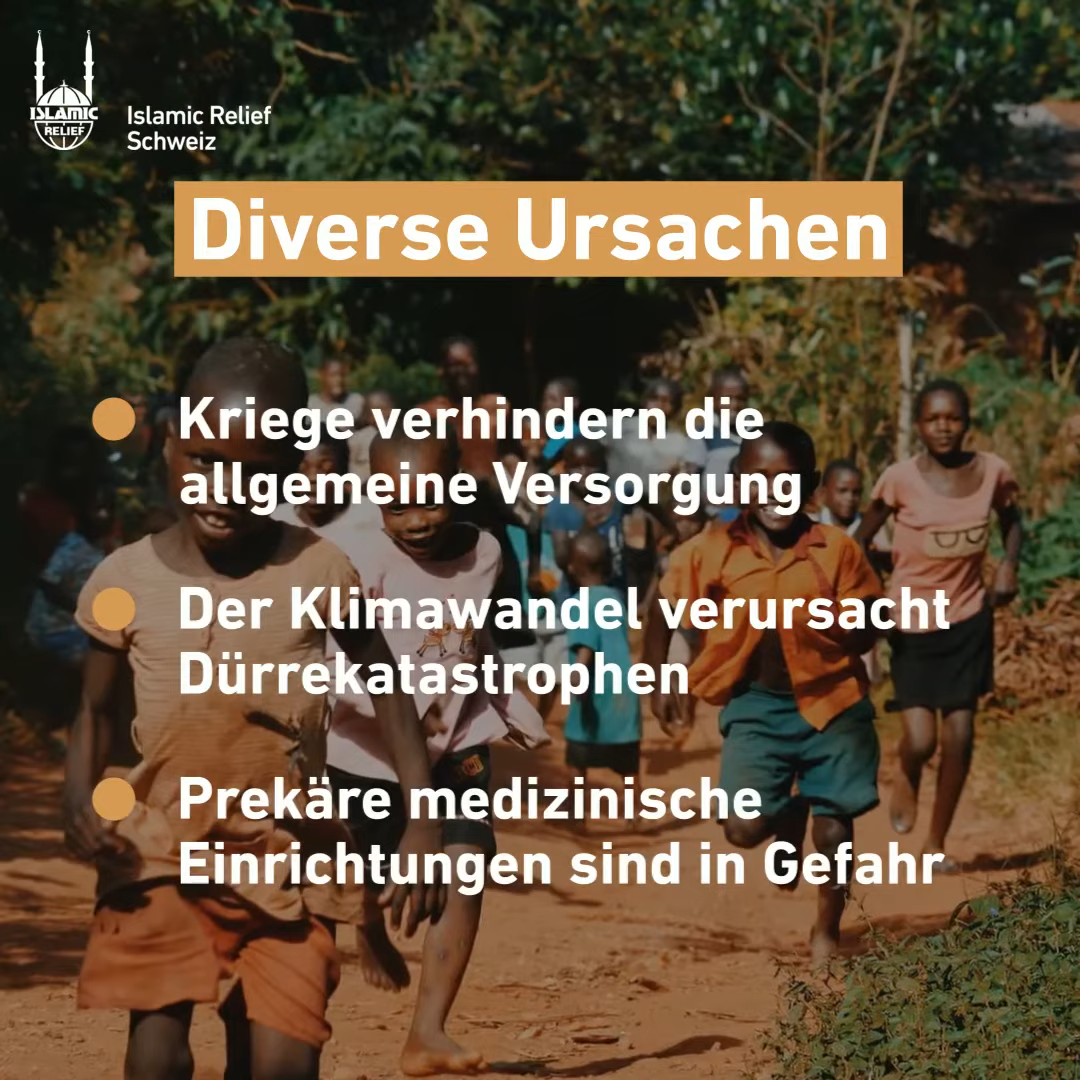 ISLAMIC
RELIEF
Islamic Relief
Schweiz
Diverse Ursachen
Kriege verhindern die
allgemeine Versorgung
Der Klimawandel verursacht
Dürrekatastrophen
Prekäre medizinische
Einrichtungen sind in Gefahr